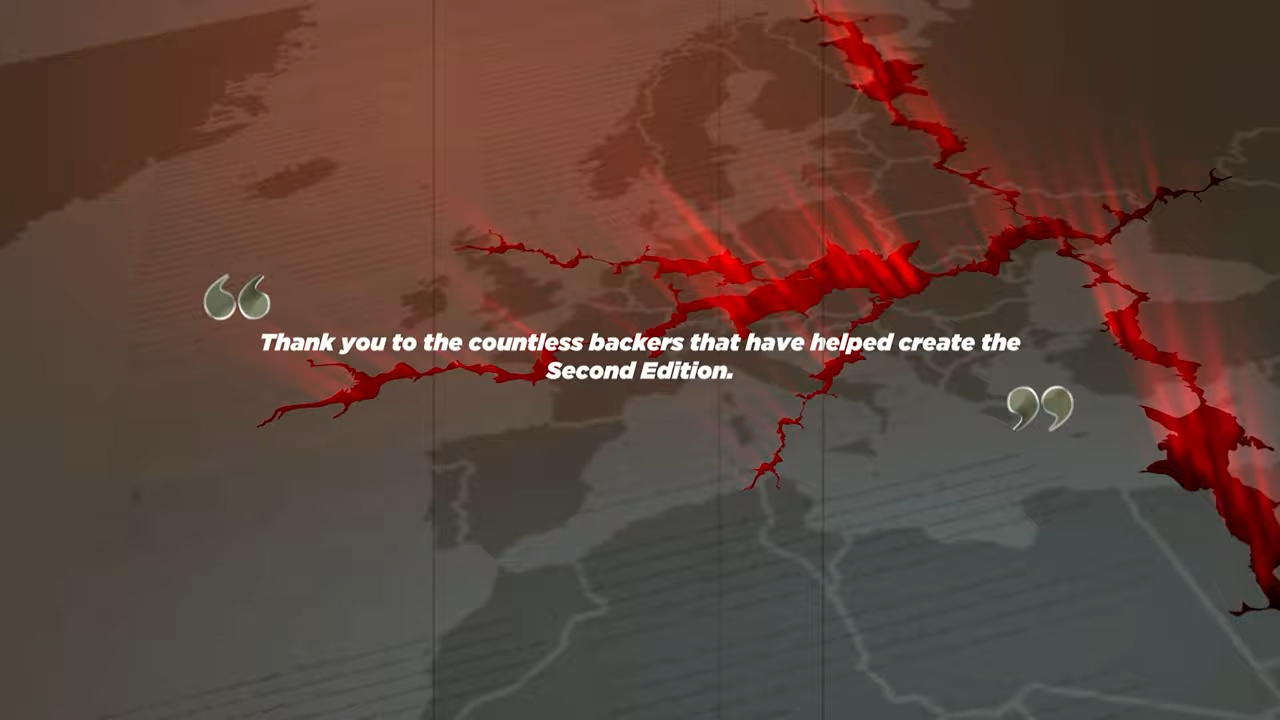 “
Thank you to the countless backers that have helped create the
Second Edition.
”